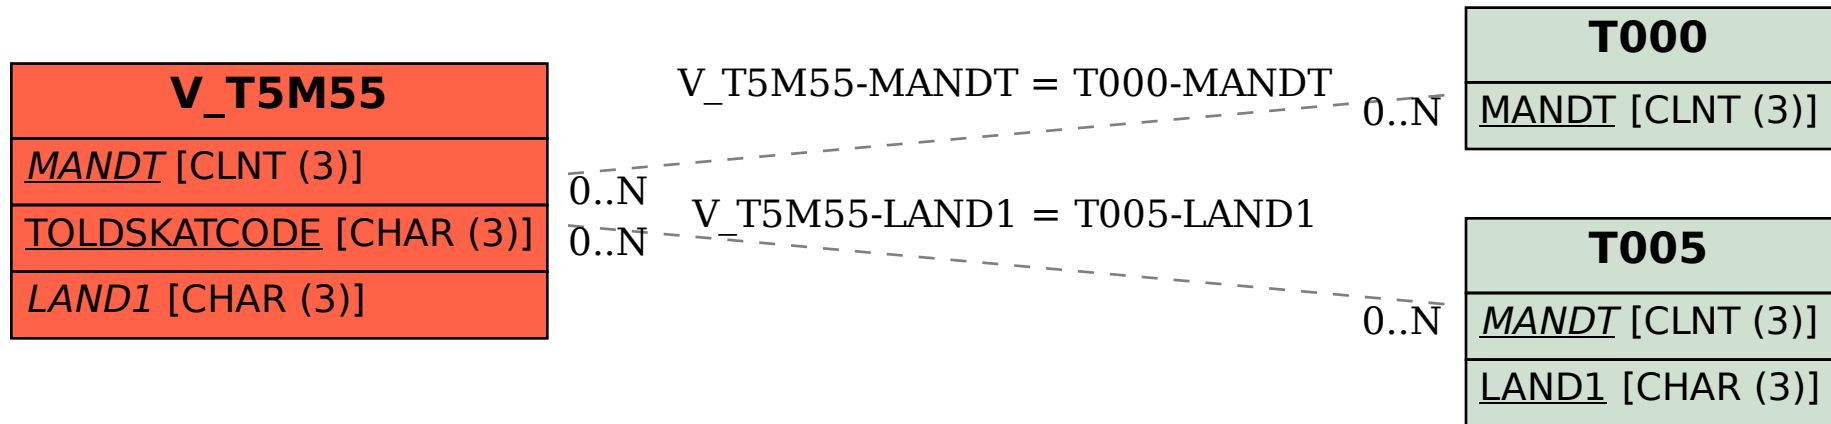 V_T5M55
MANDT [CLNT (3)]
TOLDSKATCODE [CHAR (3)]
LAND1 [CHAR (3)]
V_T5M55-MANDT = T000-MANDT
0..N
0..N
V_T5M55-LAND1 = T005-LAND1
0..N
0..N
T000
MANDT [CLNT (3)]
T005
MANDT [CLNT (3)]
LAND1 [CHAR (3)]